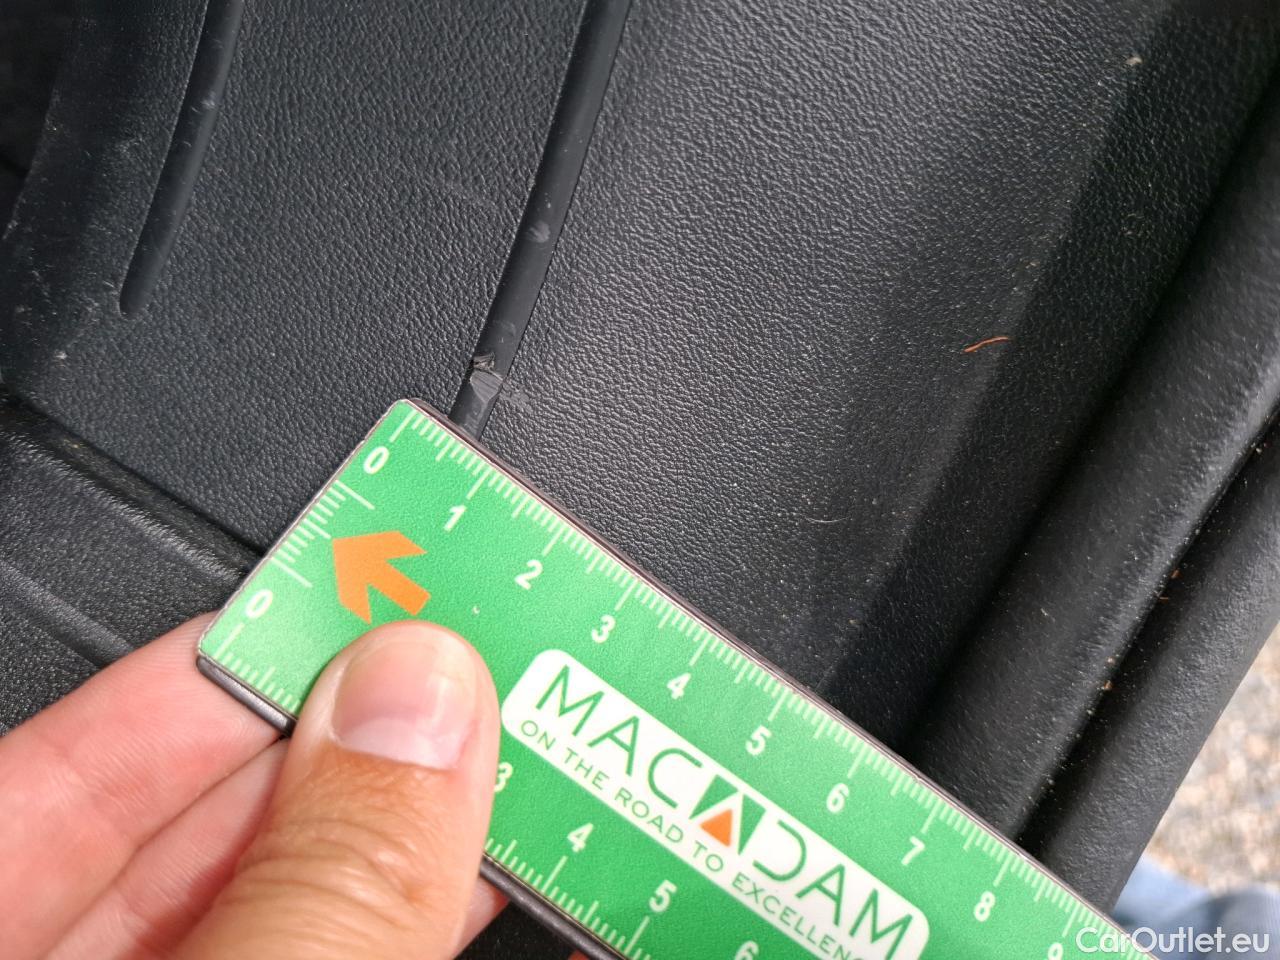 0 1 2 3 4 5 6 7 8 9
0
MACADAM
ON THE ROAD TO EXCELLENC
3 4 5 6
CarOutlet.eu